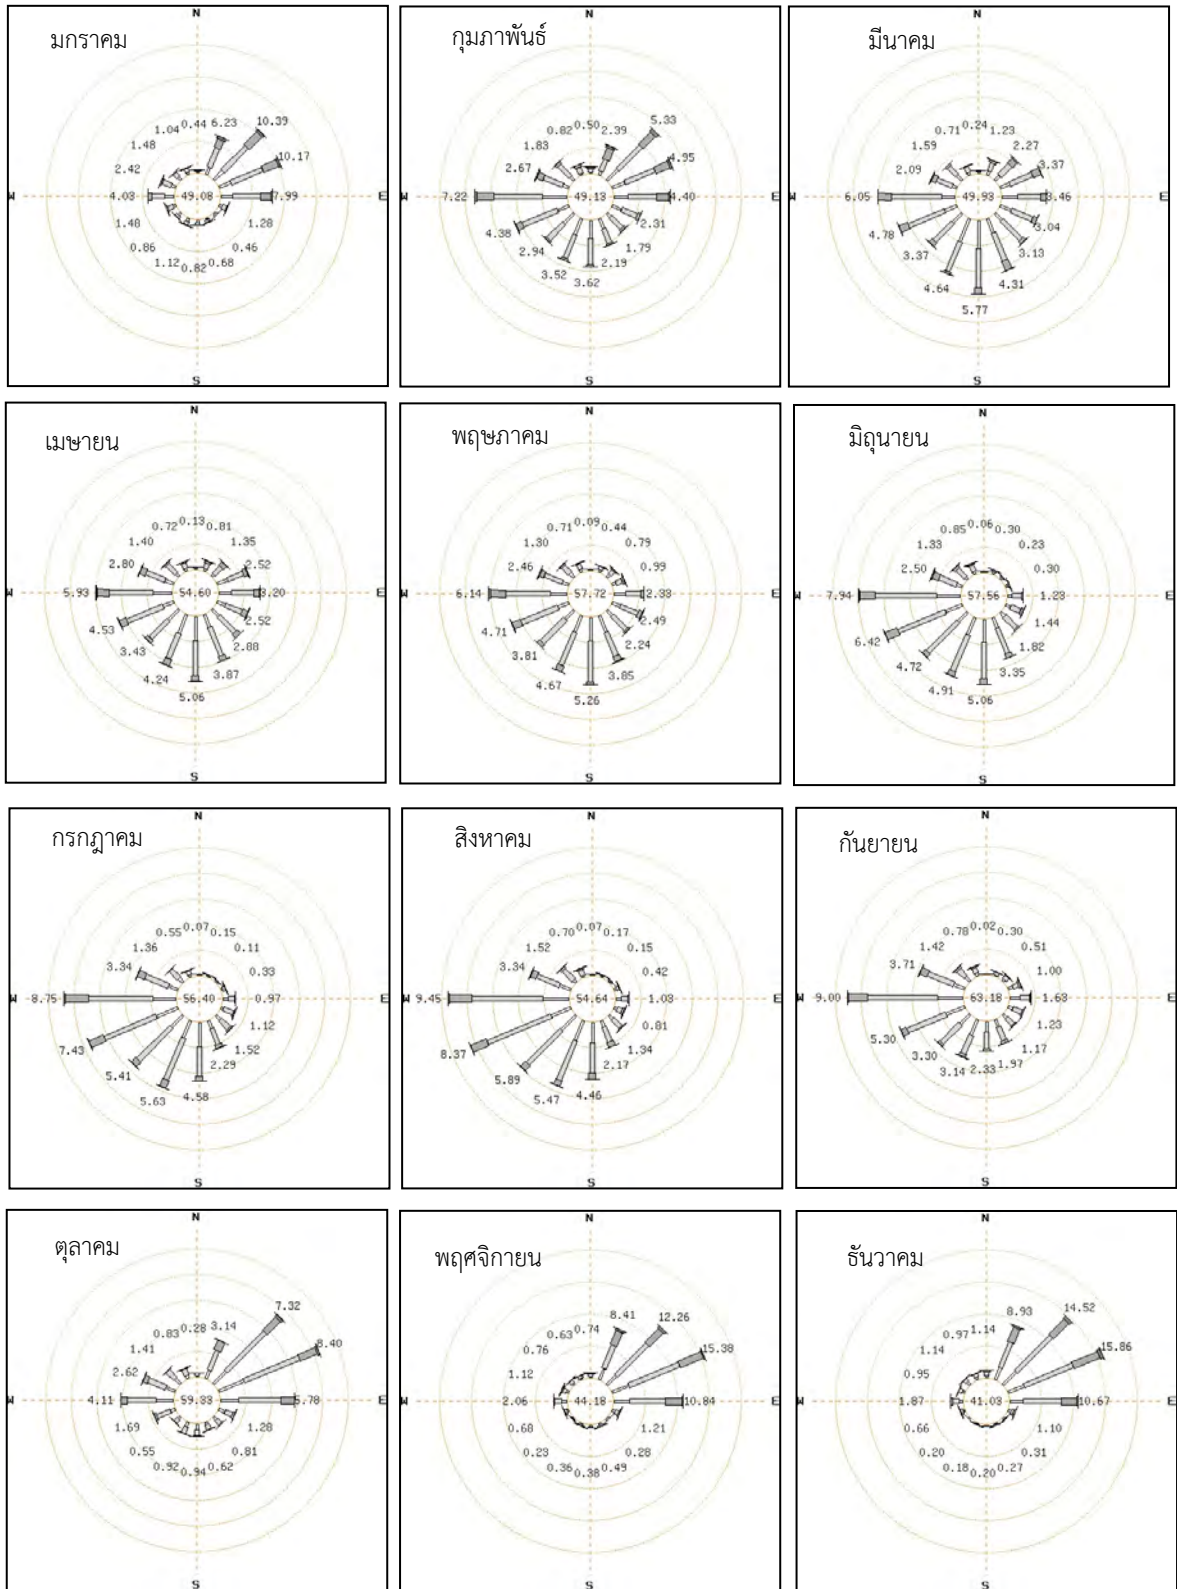 N N N
มกราคม กุมภาพันธ์ มีนาคม
1.04 0.44 6.23 10.39 0.82 0.50 2.39 5.33 0.71 0.24 1.23
1.48 10.17 1.83 4.95 1.59 2.27
2.42 2.67 2.09 3.37
W 4.03 49.08 7.99 E W 7.22 49.13 4.40 E W 6.05 49.93 3.46 E
1.48 1.28 4.38 2.31 4.78 3.04
0.86 0.46 2.94 1.79 3.37 3.13
1.12 0.82 0.68 3.52 3.62 2.19 4.64 5.77 4.31
S S S
N N N
เมษายน พฤษภาคม มิถุนายน
0.72 0.13 0.81 0.71 0.09 0.44 0.85 0.06 0.30
1.40 1.35 1.30 0.79 1.33 0.23
2.80 2.52 2.46 0.99 2.50 0.30
W 5.93 54.60 3.20 E W 6.14 57.72 2.33 E W 7.94 57.56 1.23 E
4.53 2.52 4.71 2.49 6.42 1.44
3.43 2.88 3.81 2.24 4.72 1.82
4.24 5.06 3.87 4.67 5.26 3.85 4.91 5.06 3.35
S S S
N N N
กรกฎาคม สิงหาคม กันยายน
0.55 0.07 0.15 0.70 0.07 0.17 0.78 0.02 0.30
1.36 0.11 1.52 0.15 1.42 0.51
3.34 0.33 3.34 0.42 3.71 1.00
W 8.75 56.40 0.97 E W 9.45 54.64 1.03 E W 9.00 63.18 1.63 E
7.43 1.12 8.37 0.81 5.30 1.23
5.41 1.52 5.89 1.34 3.30 1.17
5.63 4.58 2.29 5.47 4.46 2.17 3.14 2.33 1.97
S S S
N N N
ตุลาคม พฤศจิกายน ธันวาคม
0.83 0.28 3.14 7.32 0.63 0.74 8.41 12.26 0.97 1.14 8.93 14.52
1.41 8.40 0.76 15.38 1.14 15.86
2.62 1.12 0.95
W 4.11 59.33 5.78 E W 2.06 44.18 10.84 E W 1.87 41.03 10.67 E
1.69 1.28 0.68 1.21 0.66 1.10
0.55 0.81 0.23 0.28 0.20 0.31
0.92 0.94 0.62 0.36 0.38 0.49 0.18 0.20 0.27
S S S